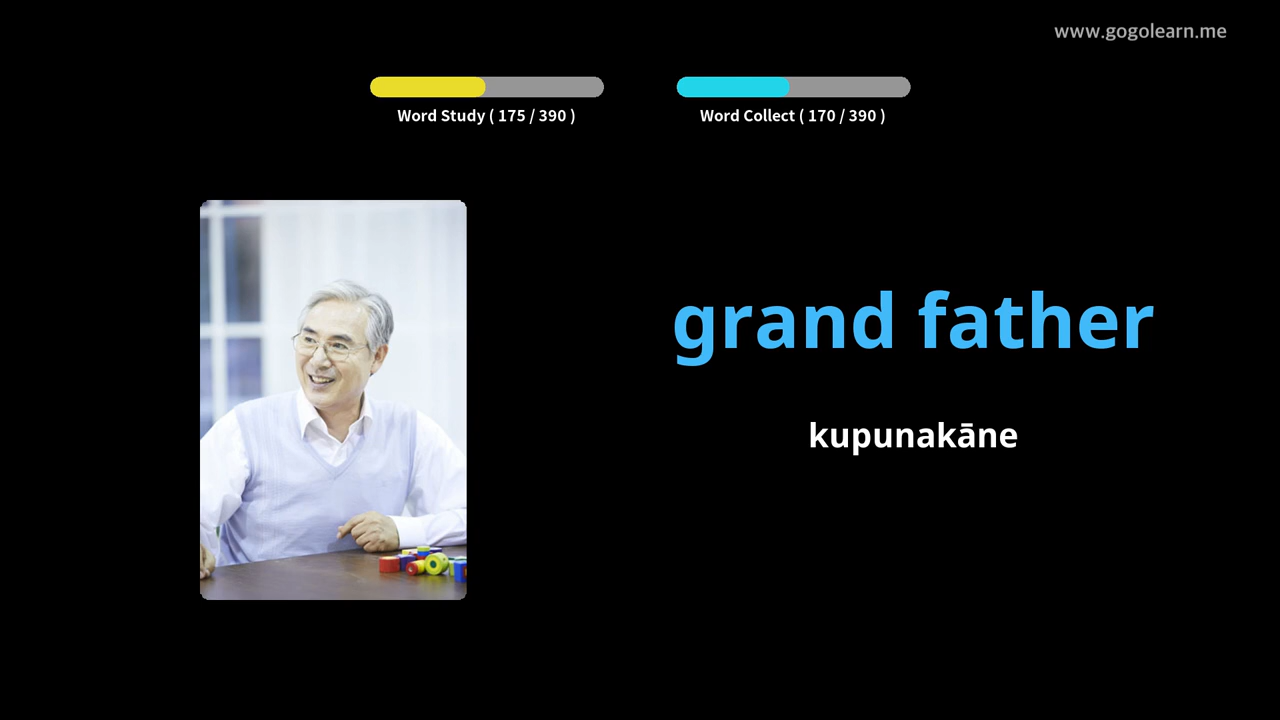 www.gogolearn.me
Word Study ( 175 / 390 )
Word Collect ( 170 / 390 )
grand father
kupunakāne